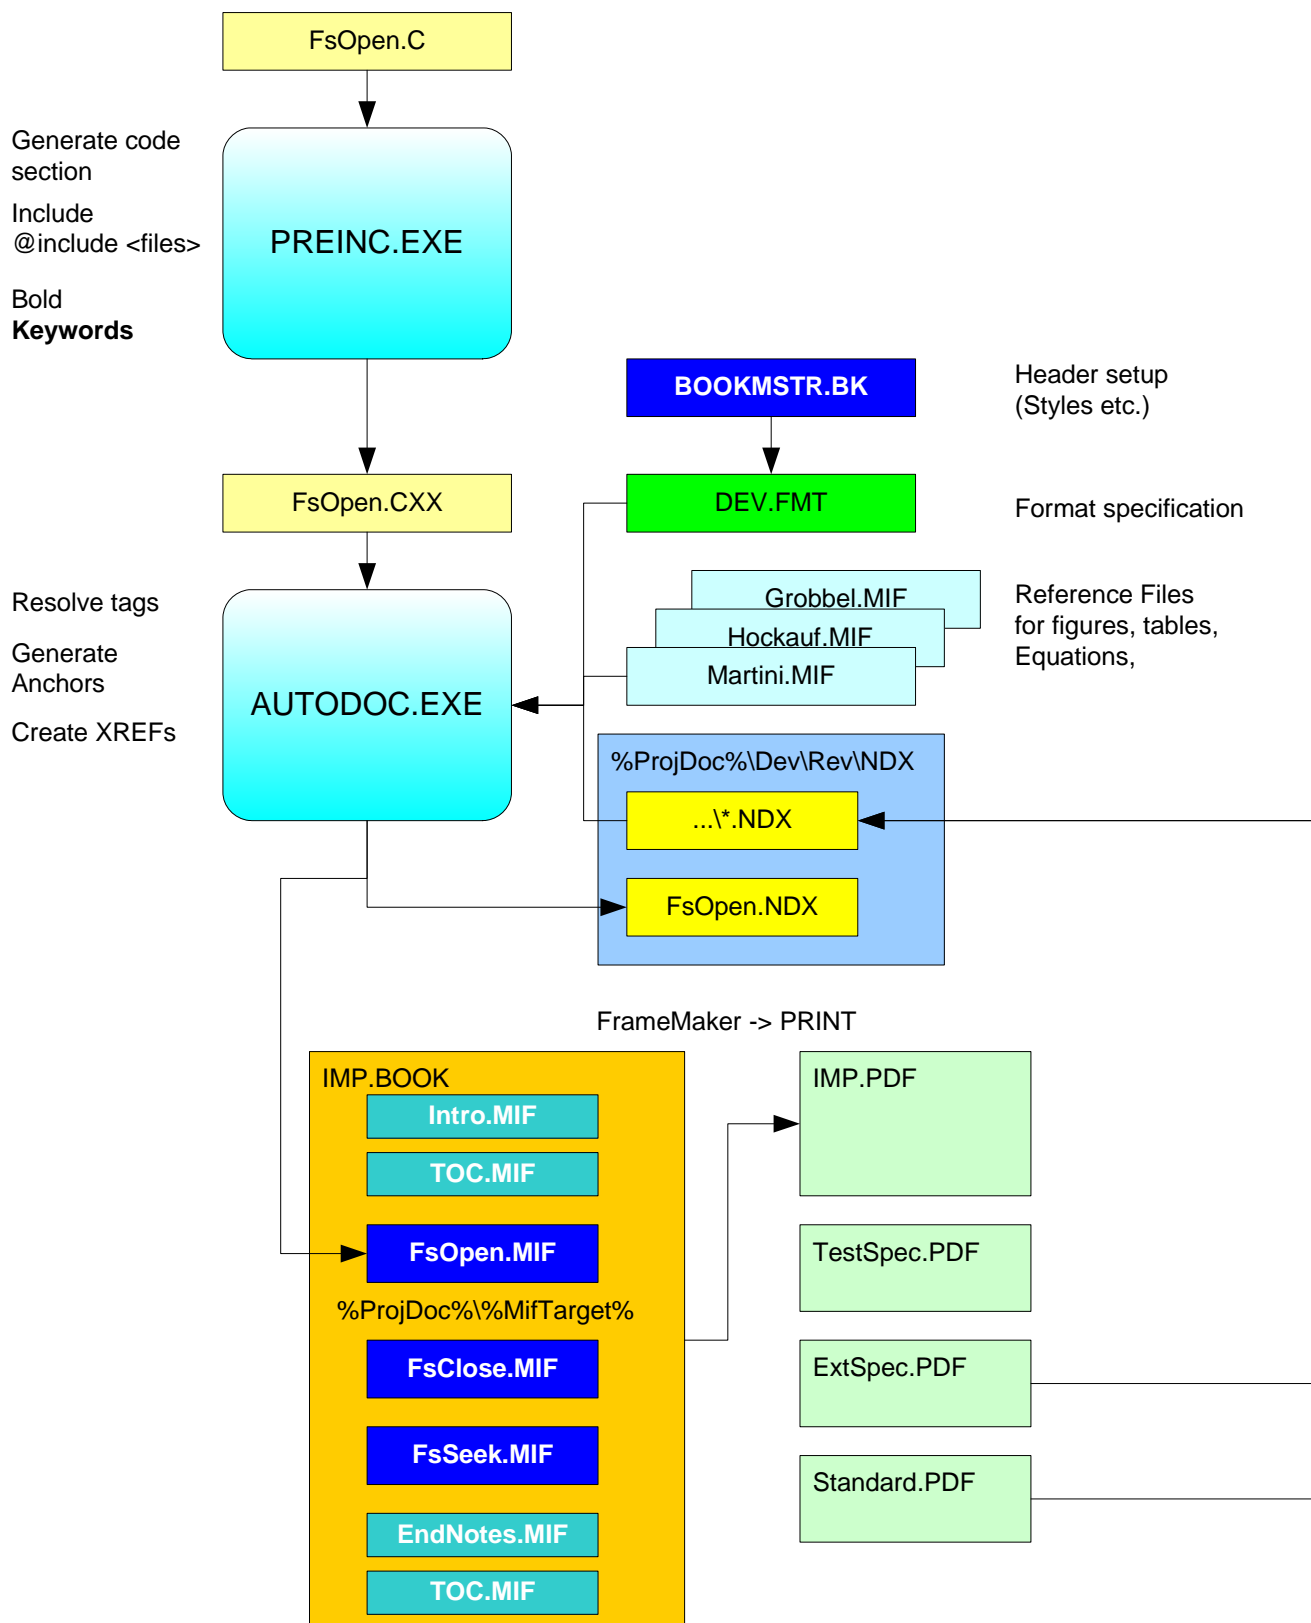 FsOpen.C
Generate code
section
Include
@include <files>
Bold
Keywords
PREINC.EXE
BOOKMSTR.BK
Header setup
(Styles etc.)
FsOpen.CXX
DEV.FMT
Format specification
Resolve tags
Generate
Anchors
Create XREFs
AUTODOC.EXE
Grobbel.MIF
Hockauf.MIF
Martini.MIF
Reference Files
for figures, tables,
Equations,
%ProjDoc%\Dev\Rev\NDX
...\*.NDX
FsOpen.NDX
FrameMaker -> PRINT
IMP.BOOK
Intro.MIF
TOC.MIF
FsOpen.MIF
%ProjDoc%\%MifTarget%
FsClose.MIF
FsSeek.MIF
EndNotes.MIF
TOC.MIF
IMP.PDF
TestSpec.PDF
ExtSpec.PDF
Standard.PDF